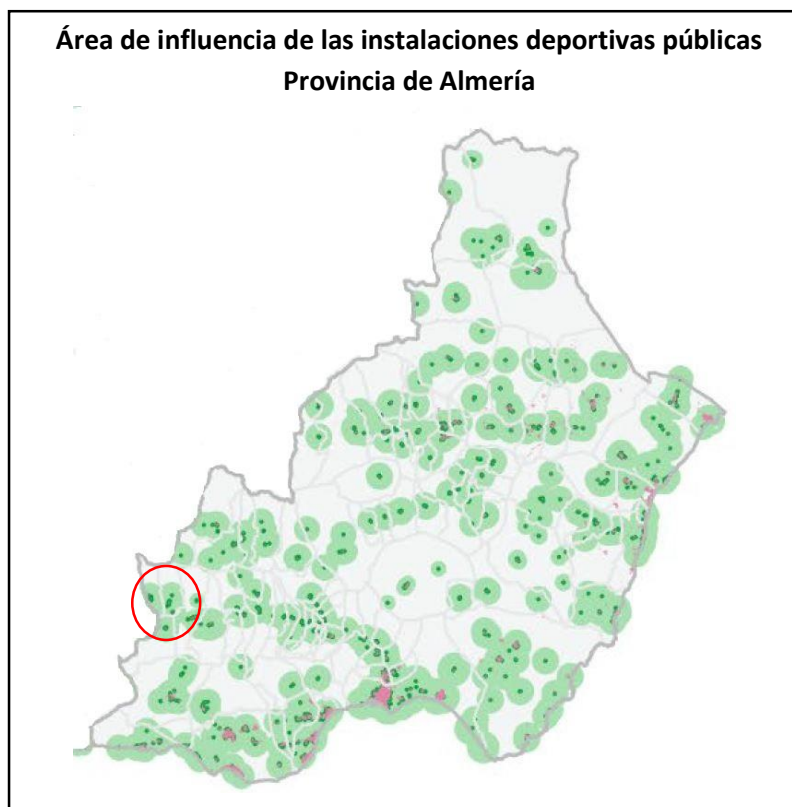 Área de influencia de las instalaciones deportivas públicas
Provincia de Almería